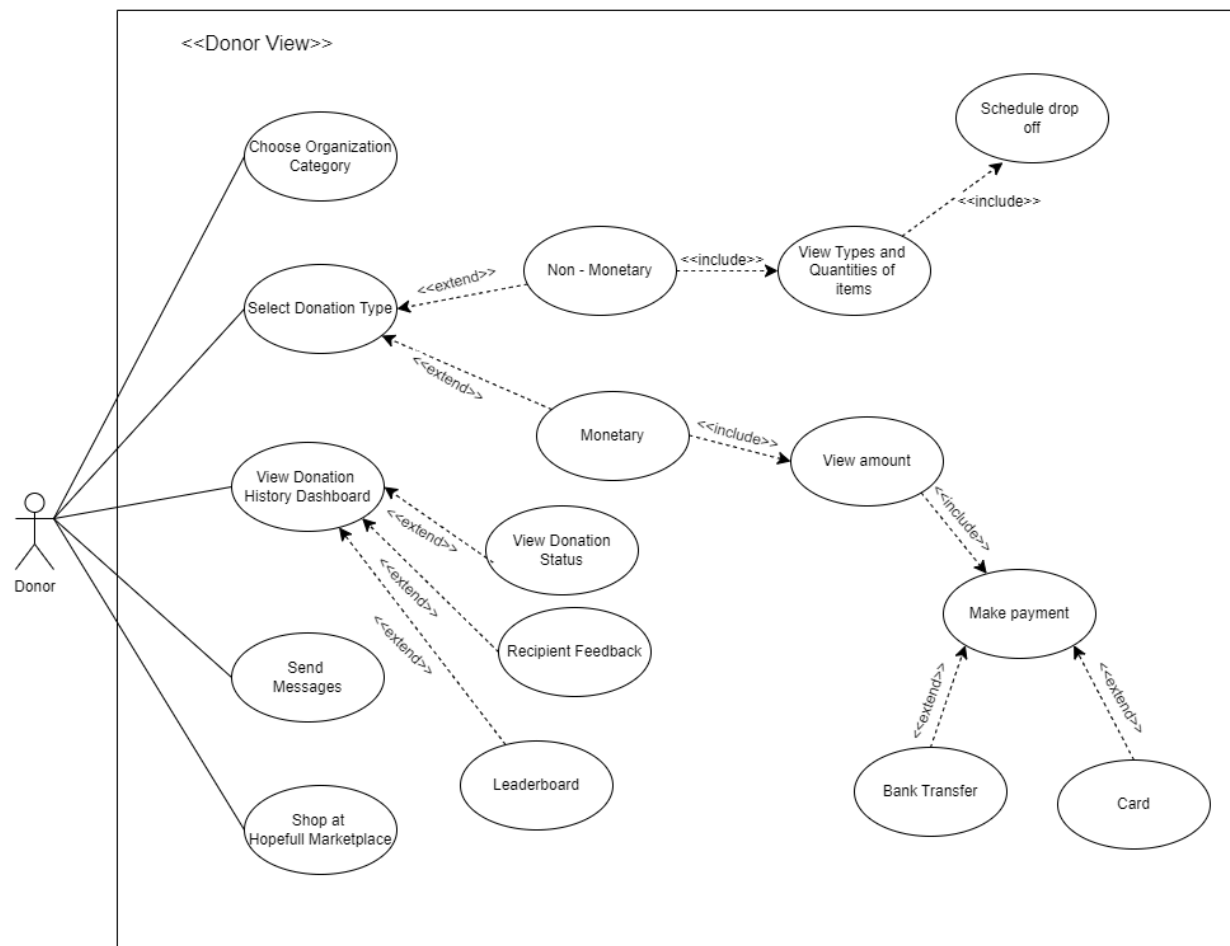 <<Donor View>>
Schedule drop
off
Choose Organization
Category
<<include>>
View Types and
Quantities of
items
<<include>>
Non - Monetary
<<extend>>
Select Donation Type
<<extend>>
Monetary
<<include>>
View amount
<<include>>
View Donation
History Dashboard
<<extend>>
View Donation
Status
<<extend>>
Recipient Feedback
<<extend>>
Donor
Make payment
Send
Messages
<<extend>>
<<extend>>
Leaderboard
Bank Transfer
Card
Shop at
Hopefull Marketplace